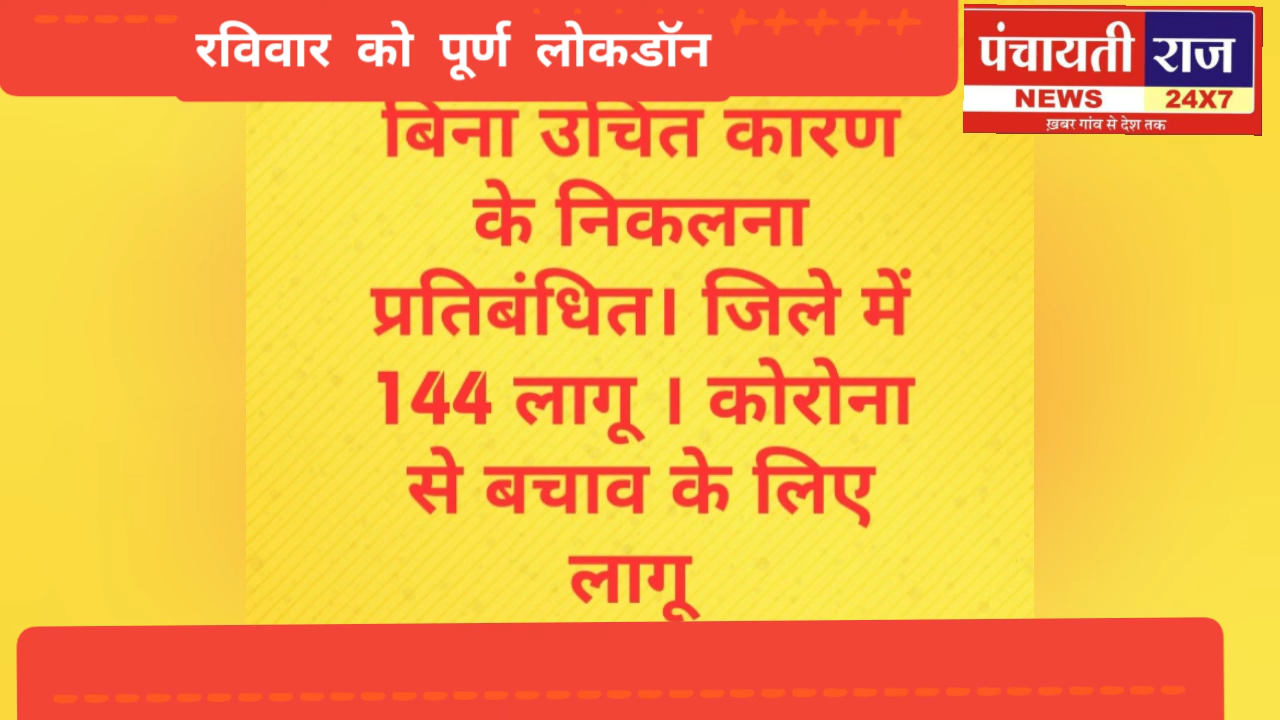 रविवार को पूर्ण लोकडॉन
पंचायती राज
NEWS 24X7
ख़बर गांव से देश तक
बिना उचित कारण
के निकलना
प्रतिबंधित। जिले में
144 लागू । कोरोना
से बचाव के लिए
लागू